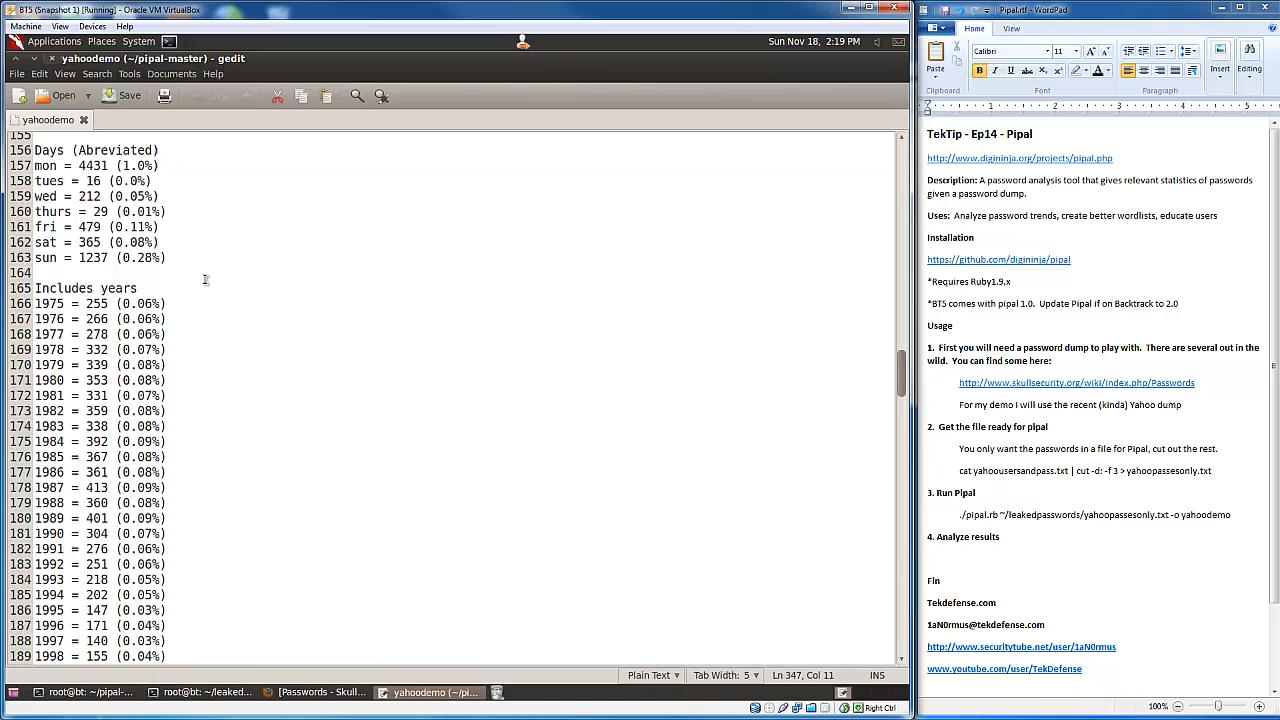 BT5 (Snapshot 1) [Running] - Oracle VM VirtualBox
Machine View Devices Help
Applications Places System
Sun Nov 18, 2:19 PM
yahoodemo (~/pipal-master) - gedit
File Edit View Search Tools Documents Help
Open Save Undo
yahoodemo
155
156 Days (Abreviated)
157 mon = 4431 (1.0%)
158 tues = 16 (0.0%)
159 wed = 212 (0.05%)
160 thurs = 29 (0.01%)
161 fri = 479 (0.11%)
162 sat = 365 (0.08%)
163 sun = 1237 (0.28%)
164
165 Includes years
166 1975 = 255 (0.06%)
167 1976 = 266 (0.06%)
168 1977 = 278 (0.06%)
169 1978 = 332 (0.07%)
170 1979 = 339 (0.08%)
171 1980 = 353 (0.08%)
172 1981 = 331 (0.07%)
173 1982 = 359 (0.08%)
174 1983 = 338 (0.08%)
175 1984 = 392 (0.09%)
176 1985 = 367 (0.08%)
177 1986 = 361 (0.08%)
178 1987 = 413 (0.09%)
179 1988 = 360 (0.08%)
180 1989 = 401 (0.09%)
181 1990 = 304 (0.07%)
182 1991 = 276 (0.06%)
183 1992 = 251 (0.06%)
184 1993 = 218 (0.05%)
185 1994 = 202 (0.05%)
186 1995 = 147 (0.03%)
187 1996 = 171 (0.04%)
188 1997 = 140 (0.03%)
189 1998 = 155 (0.04%)
Plain Text Tab Width: 5 Ln 347, Col 11 INS
root@bt: ~/pipal-... root@bt: ~/leaked... [Passwords - Skull... yahoodemo (~/pi...
Right Ctrl
Pipal.rtf - WordPad
Home View
Paste
Calibri 11
Insert Editing
Clipboard Font Paragraph
1 2 3 4 5
TekTip - Ep14 - Pipal
http://www.digininja.org/projects/pipal.php
Description: A password analysis tool that gives relevant statistics of passwords
given a password dump.
Uses: Analyze password trends, create better wordlists, educate users
Installation
https://github.com/digininja/pipal
*Requires Ruby1.9.x
*BT5 comes with pipal 1.0. Update Pipal if on Backtrack to 2.0
Usage
1. First you will need a password dump to play with. There are several out in the
wild. You can find some here:
http://www.skullsecurity.org/wiki/index.php/Passwords
For my demo I will use the recent (kinda) Yahoo dump
2. Get the file ready for pipal
You only want the passwords in a file for Pipal, cut out the rest.
cat yahoousersandpass.txt | cut -d: -f 3 > yahoopassesonly.txt
3. Run Pipal
./pipal.rb ~/leakedpasswords/yahoopassesonly.txt -o yahoodemo
4. Analyze results
Fin
Tekdefense.com
1aN0rmus@tekdefense.com
http://www.securitytube.net/user/1aN0rmus
www.youtube.com/user/TekDefense
100%